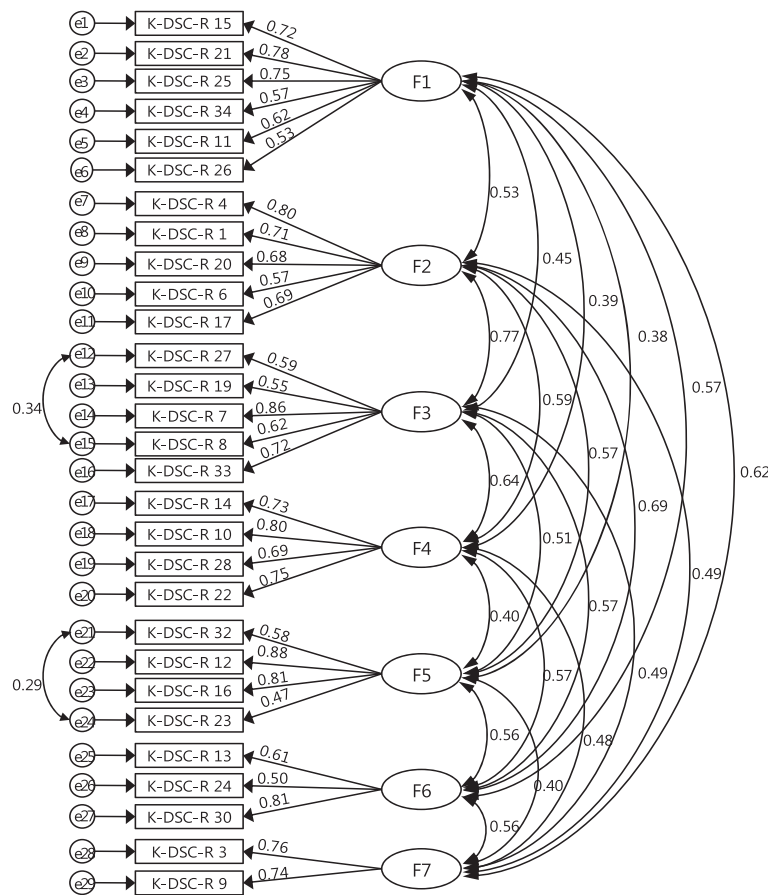 e1 K-DSC-R 15 0.72
e2 K-DSC-R 21 0.78
e3 K-DSC-R 25 0.75 F1
e4 K-DSC-R 34 0.57
e5 K-DSC-R 11 0.62
e6 K-DSC-R 26 0.53
e7 K-DSC-R 4 0.80 0.53
e8 K-DSC-R 1 0.71
e9 K-DSC-R 20 0.68 F2 0.45
e10 K-DSC-R 6 0.57 0.39
e11 K-DSC-R 17 0.69 0.77 0.38
e12 K-DSC-R 27 0.59
e13 K-DSC-R 19 0.55 0.59 0.57
0.34 e14 K-DSC-R 7 0.86 F3
e15 K-DSC-R 8 0.62 0.57
e16 K-DSC-R 33 0.72 0.64 0.62
e17 K-DSC-R 14 0.73 0.69
e18 K-DSC-R 10 0.80 F4 0.51
e19 K-DSC-R 28 0.69 0.49
e20 K-DSC-R 22 0.75 0.40 0.57
e21 K-DSC-R 32 0.58
e22 K-DSC-R 12 0.88 F5 0.57 0.49
0.29 e23 K-DSC-R 16 0.81
e24 K-DSC-R 23 0.47 0.56 0.48
e25 K-DSC-R 13 0.61
e26 K-DSC-R 24 0.50 F6 0.40
e27 K-DSC-R 30 0.81 0.56
e28 K-DSC-R 3 0.76 F7
e29 K-DSC-R 9 0.74